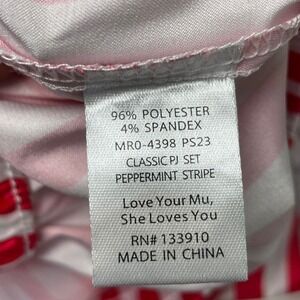 96% POLYESTER
4% SPANDEX
MR0-4398 PS23
CLASSIC PJ SET
PEPPERMINT STRIPE
Love Your Mu,
She Loves You
RN# 133910
MADE IN CHINA